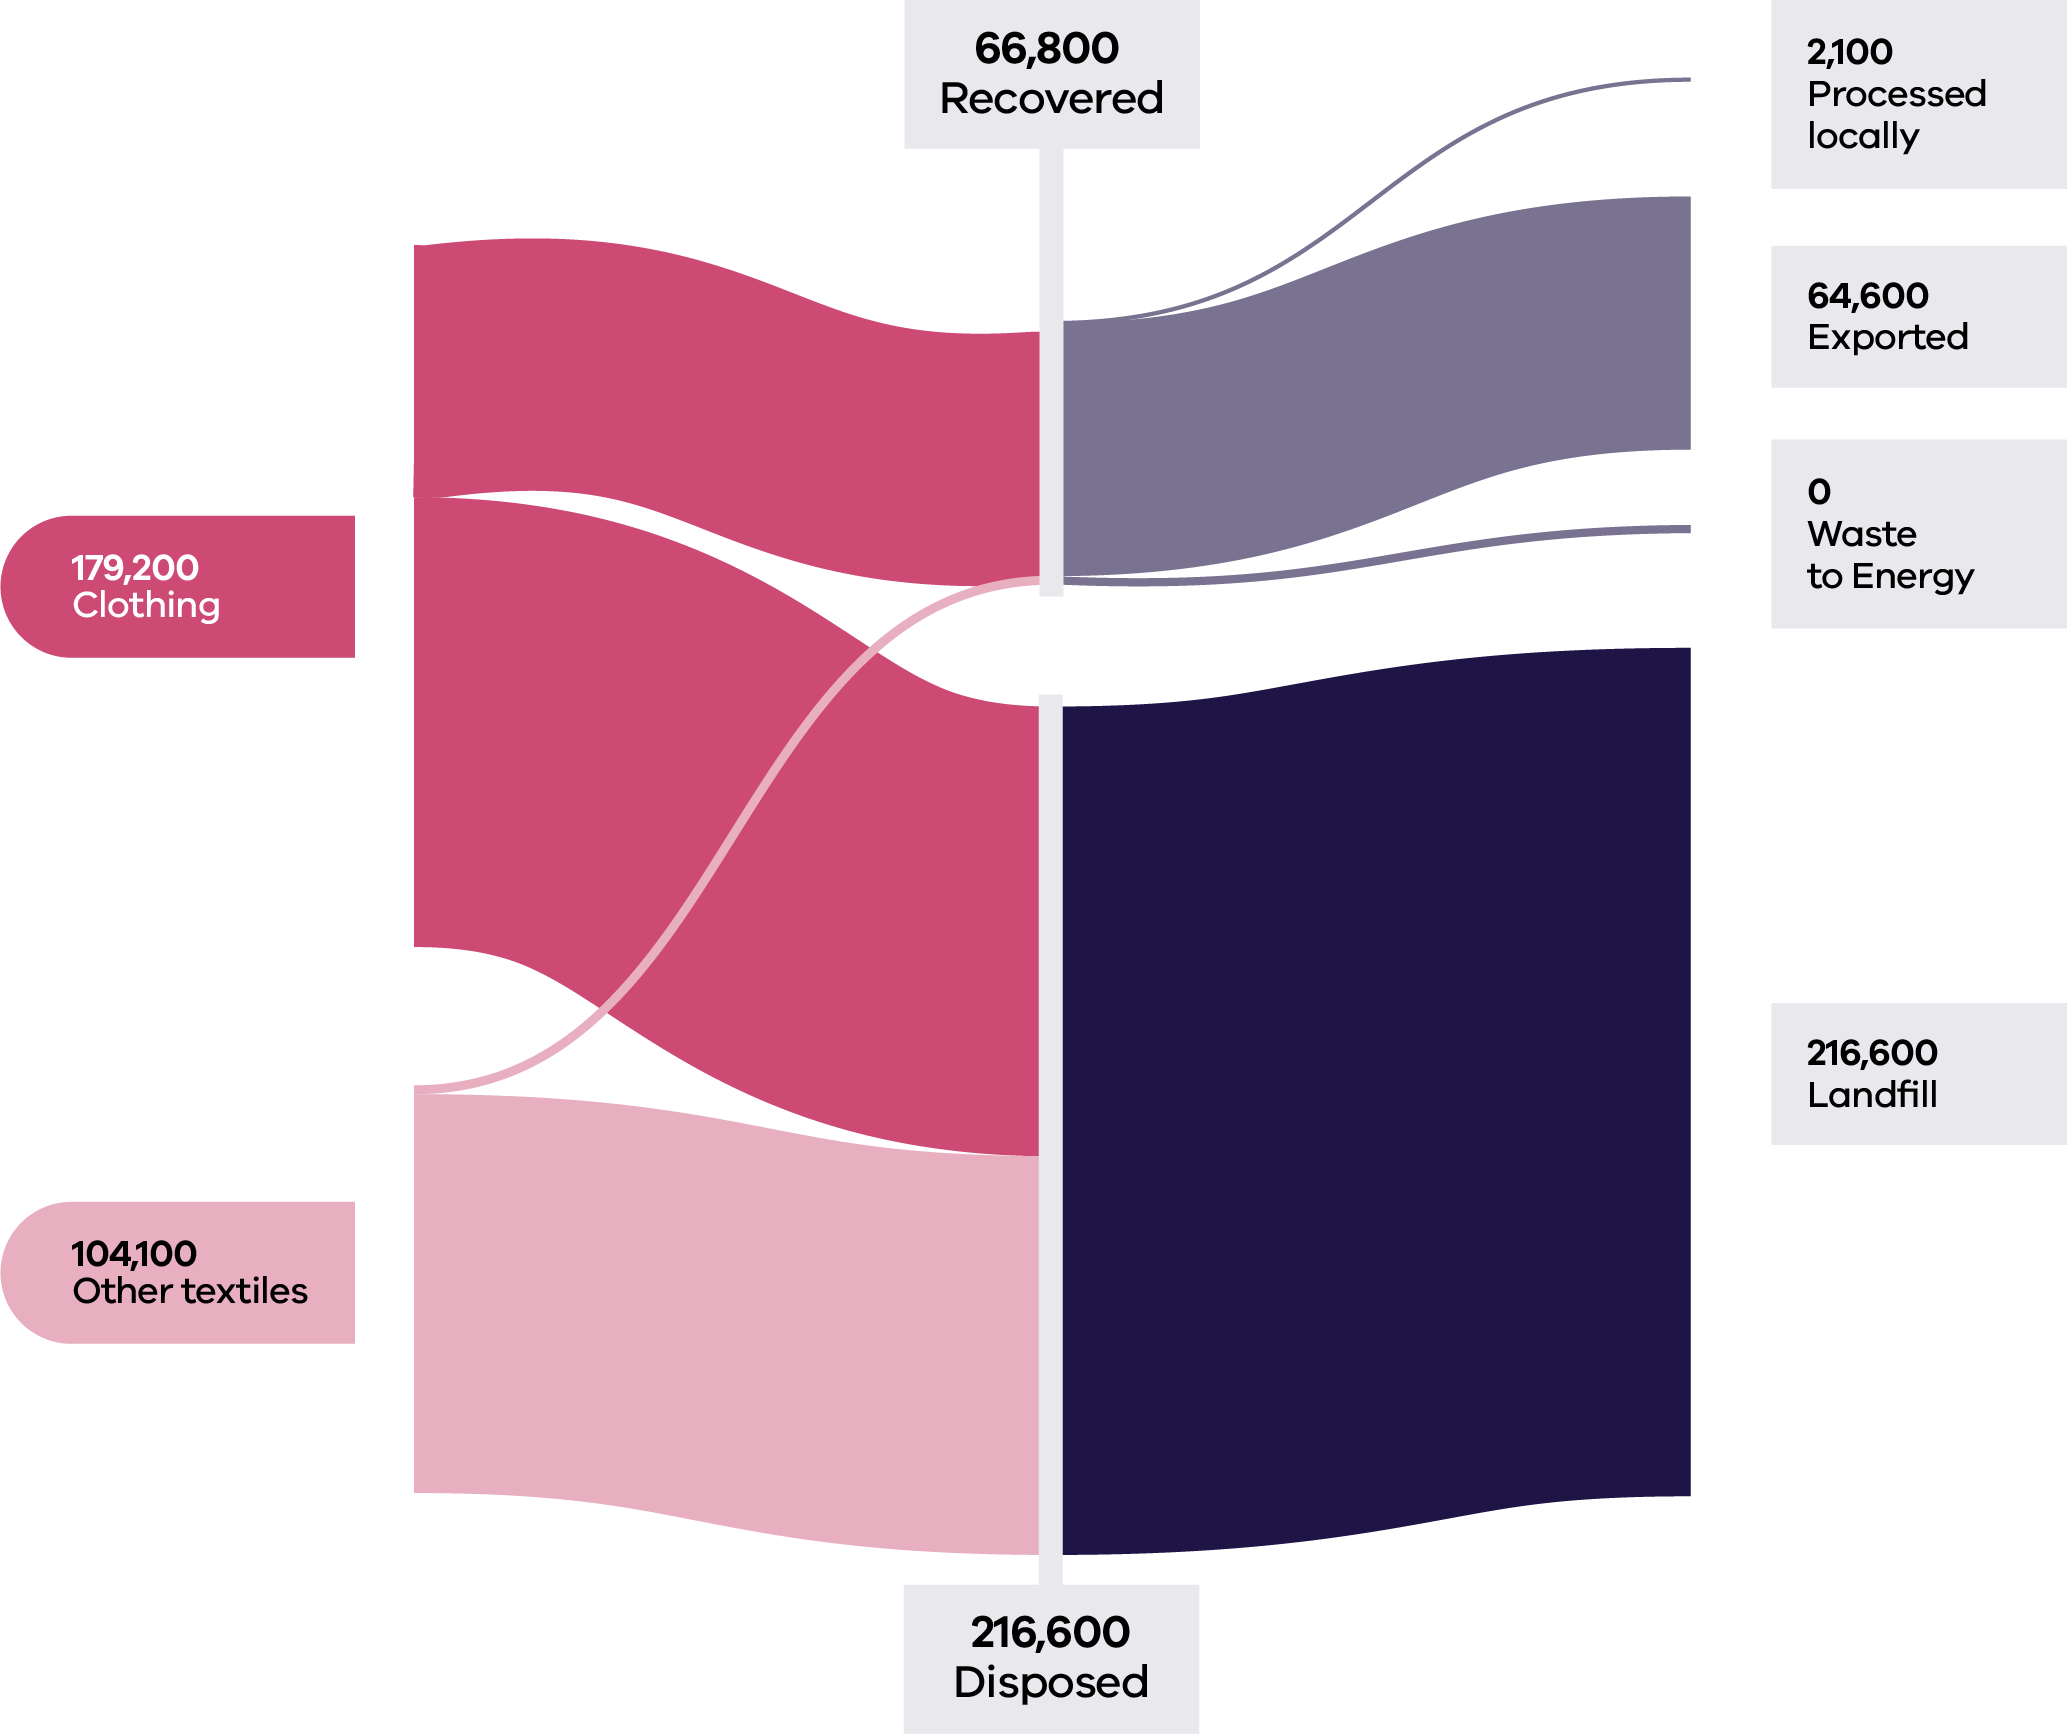 66,800
Recovered
2,100
Processed
locally
64,600
Exported
0
Waste
to Energy
179,200
Clothing
216,600
Landfill
104,100
Other textiles
216,600
Disposed